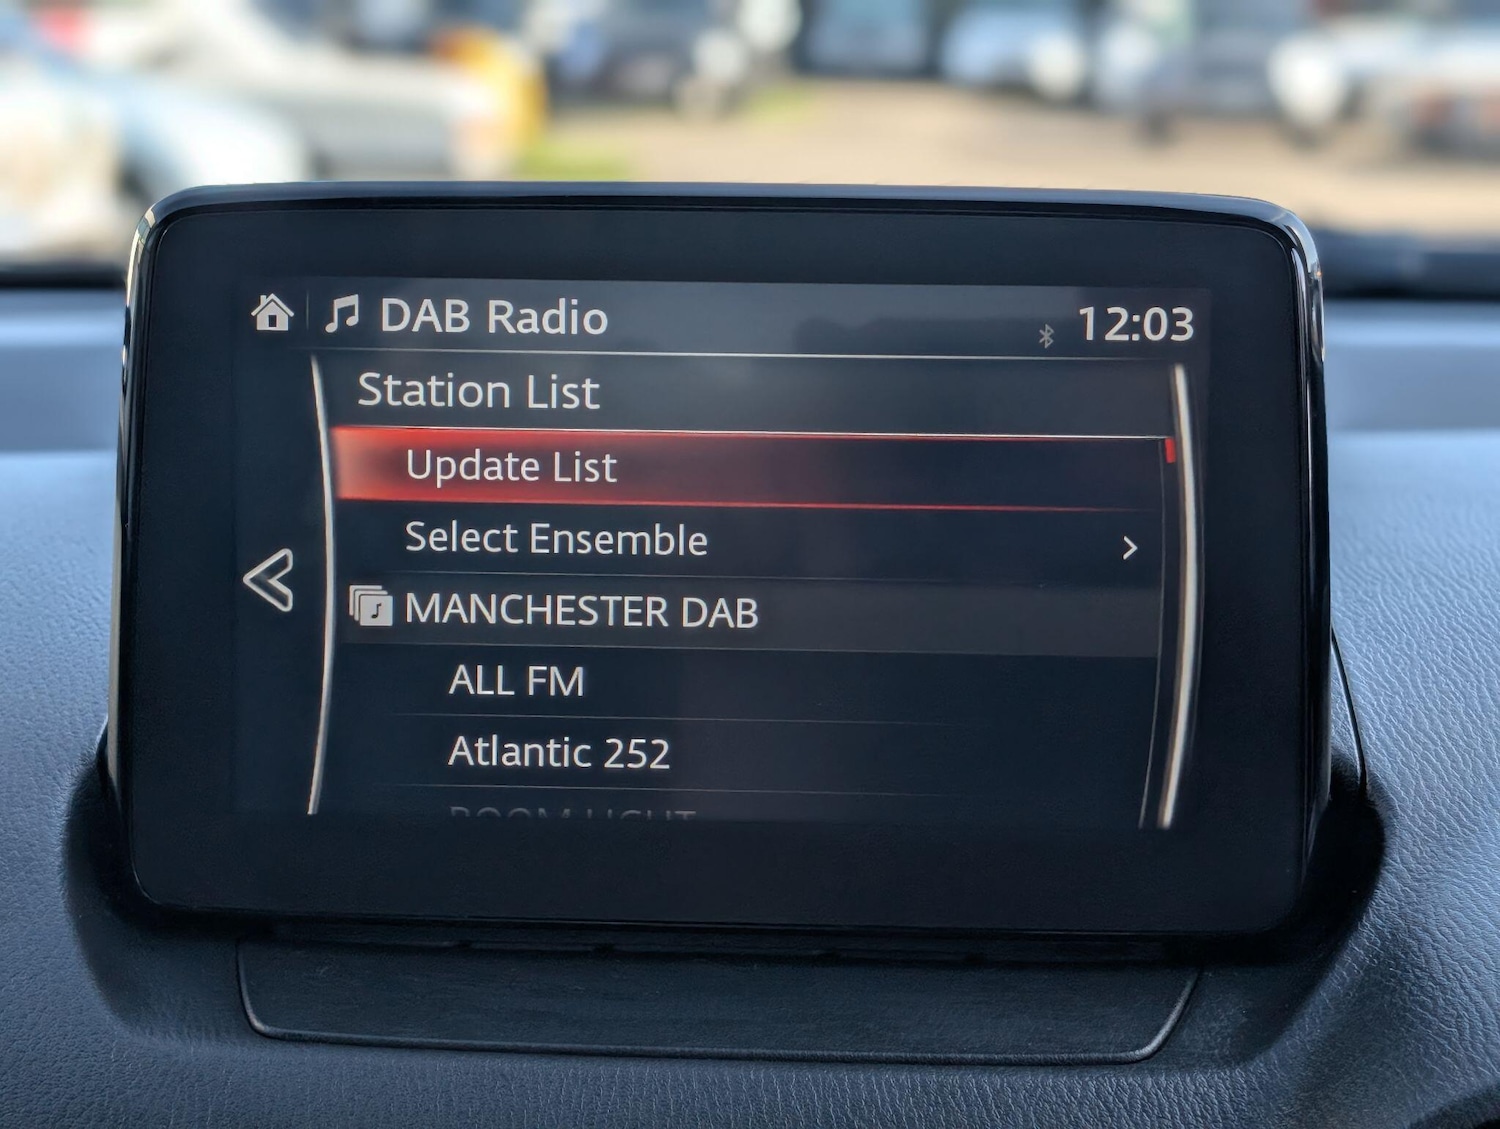 DAB Radio 12:03
Station List
Update List
Select Ensemble
MANCHESTER DAB
ALL FM
Atlantic 252